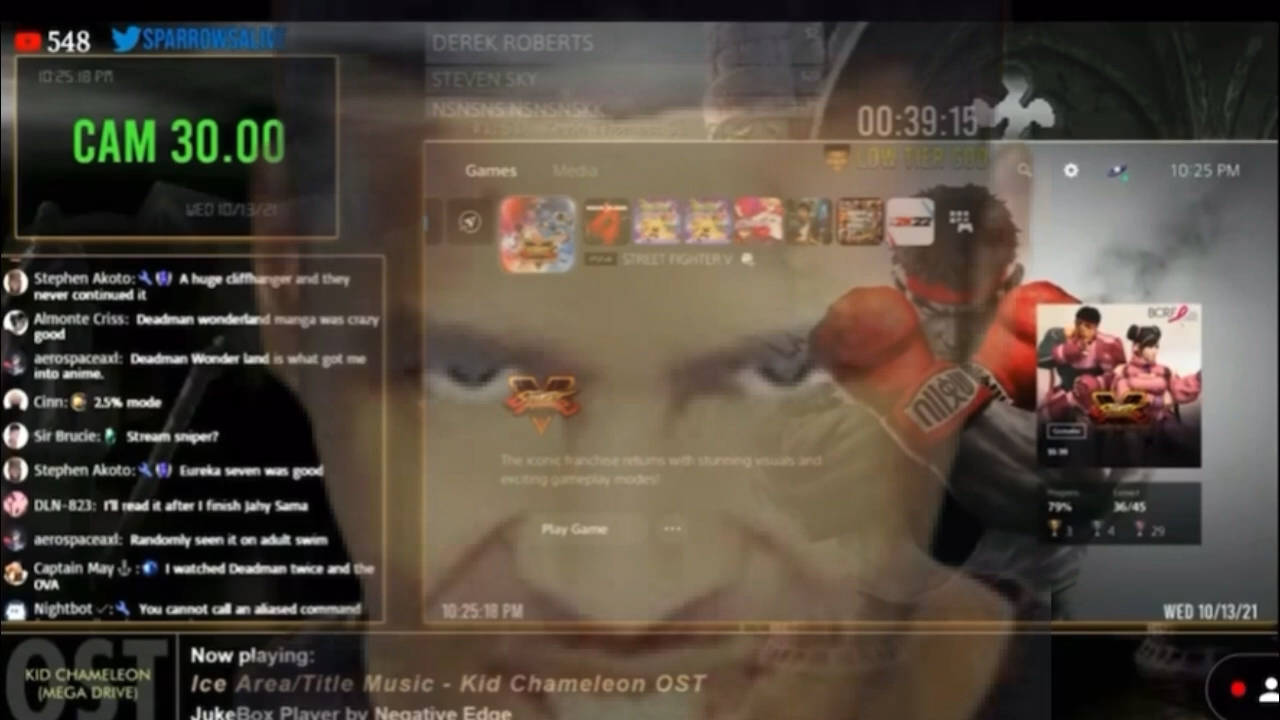 548
SPARROWSALIVE
10:25:18 PM
CAM 30.00
WED 10/13/21
DEREK ROBERTS
STEVEN SKY
NSNSNS NSNSNSKK
00:39:15
LOW TIER GOD
Games
Media
10:25 PM
2K22
PS4
STREET FIGHTER V
BCRF
The iconic franchise returns with stunning visuals and
exciting gameplay modes!
Play Game
...
Progress
Earned
79%
36/45
3
4
29
10:25:18 PM
WED 10/13/21
Stephen Akoto: A huge cliffhanger and they
never continued it
Almonte Criss: Deadman wonderland manga was crazy
good
aerospaceaxl: Deadman Wonder land is what got me
into anime.
Cinn: 2.5% mode
Sir Brucie: Stream sniper?
Stephen Akoto: Eureka seven was good
DLN-823: I'll read it after I finish Jahy Sama
aerospaceaxl: Randomly seen it on adult swim
Captain May: I watched Deadman twice and the
OVA
Nightbot: You cannot call an aliased command
OST
KID CHAMELEON
(MEGA DRIVE)
Now playing:
Ice Area/Title Music - Kid Chameleon OST
JukeBox Player by Negative Edge